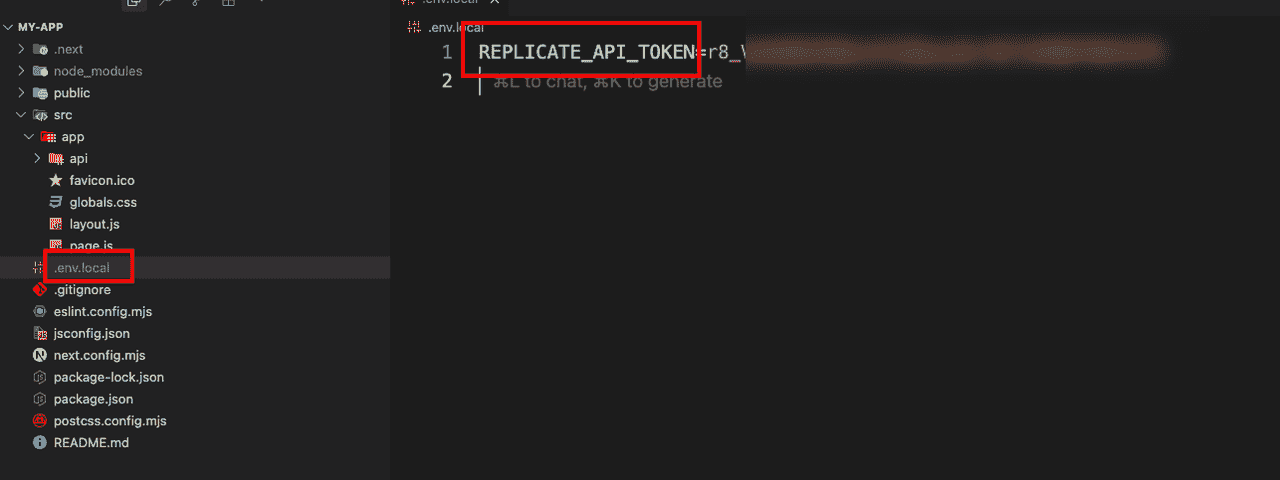 .env.local
MY-APP
.next
node_modules
public
src
app
api
favicon.ico
globals.css
layout.js
page.js
.env.local
.gitignore
eslint.config.mjs
jsconfig.json
next.config.mjs
package-lock.json
package.json
postcss.config.mjs
README.md
.env.local
1 REPLICATE_API_TOKEN=r8_
2 ⌘L to chat, ⌘K to generate